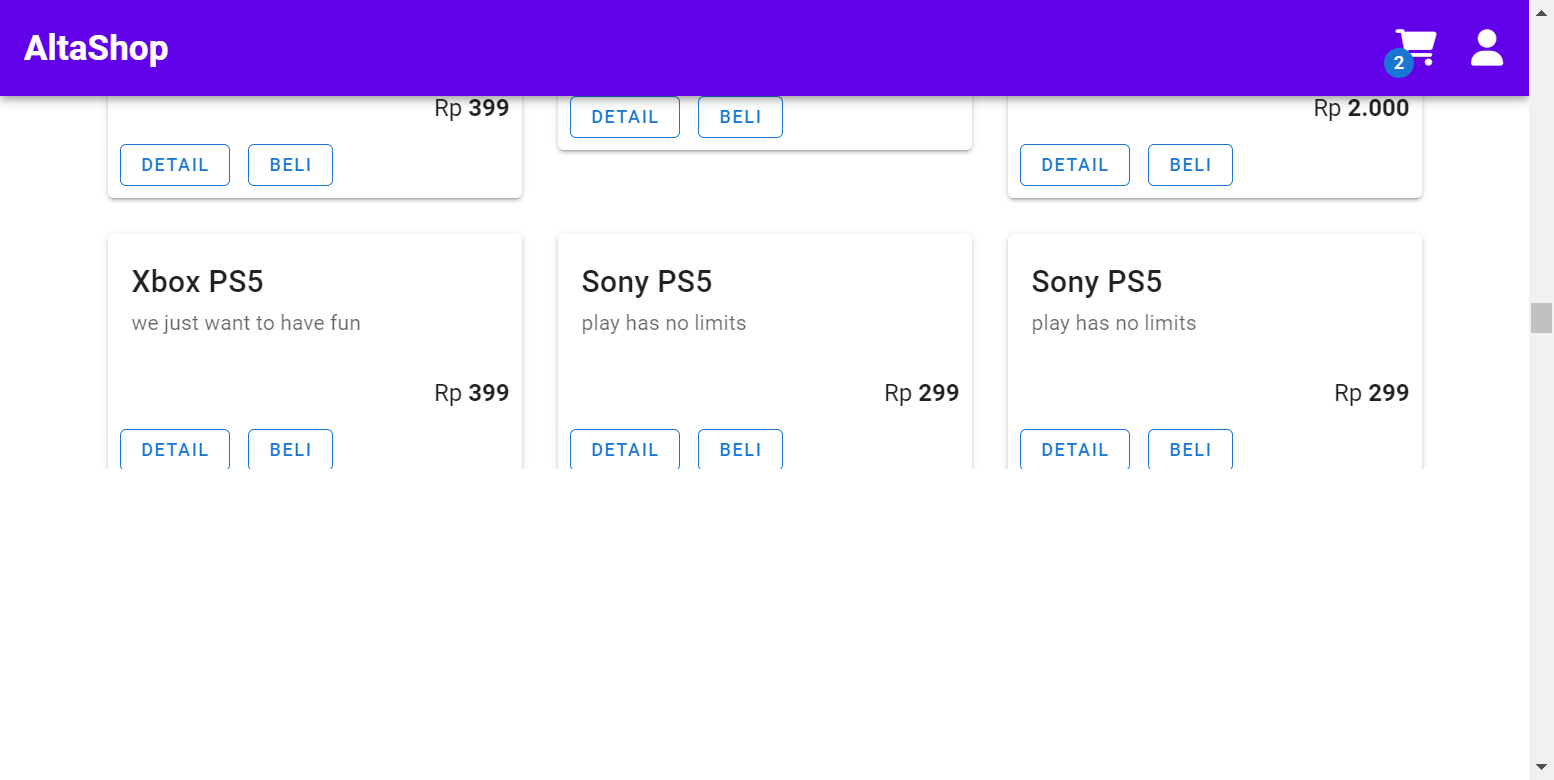 AltaShop
2
Rp 399
DETAIL BELI
Rp 2.000
DETAIL BELI
DETAIL BELI
Xbox PS5
we just want to have fun
Rp 399
DETAIL BELI
Sony PS5
play has no limits
Rp 299
DETAIL BELI
Sony PS5
play has no limits
Rp 299
DETAIL BELI